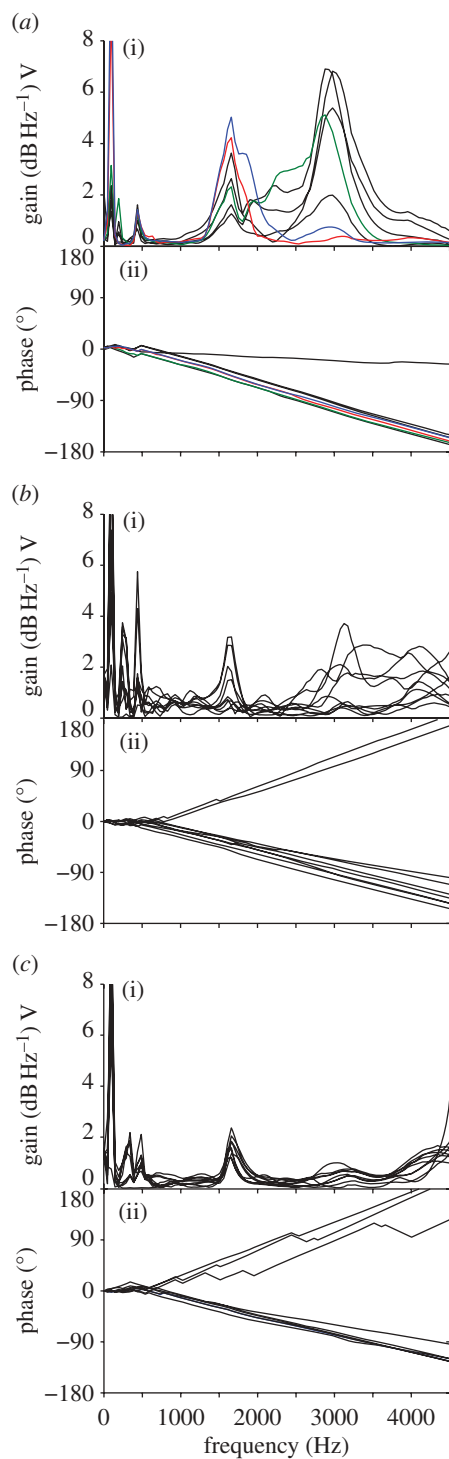 (a)
(i)
8
6
4
2
0
gain (dB Hz⁻¹) V
(ii)
180
90
0
−90
−180
phase (°)
(b)
(i)
8
6
4
2
0
gain (dB Hz⁻¹) V
(ii)
180
90
0
−90
−180
phase (°)
(c)
(i)
8
6
4
2
0
gain (dB Hz⁻¹) V
(ii)
180
90
0
−90
−180
phase (°)
0 1000 2000 3000 4000
frequency (Hz)